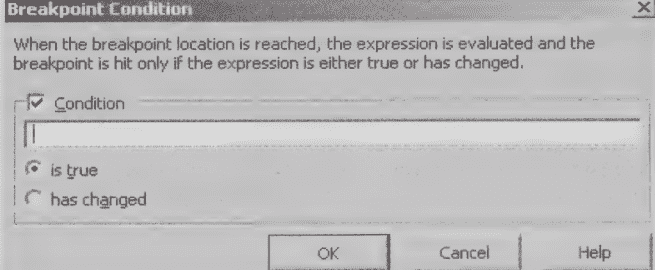 Breakpoint Condition
When the breakpoint location is reached, the expression is evaluated and the
breakpoint is hit only if the expression is either true or has changed.
Condition
is true
has changed
OK Cancel Help